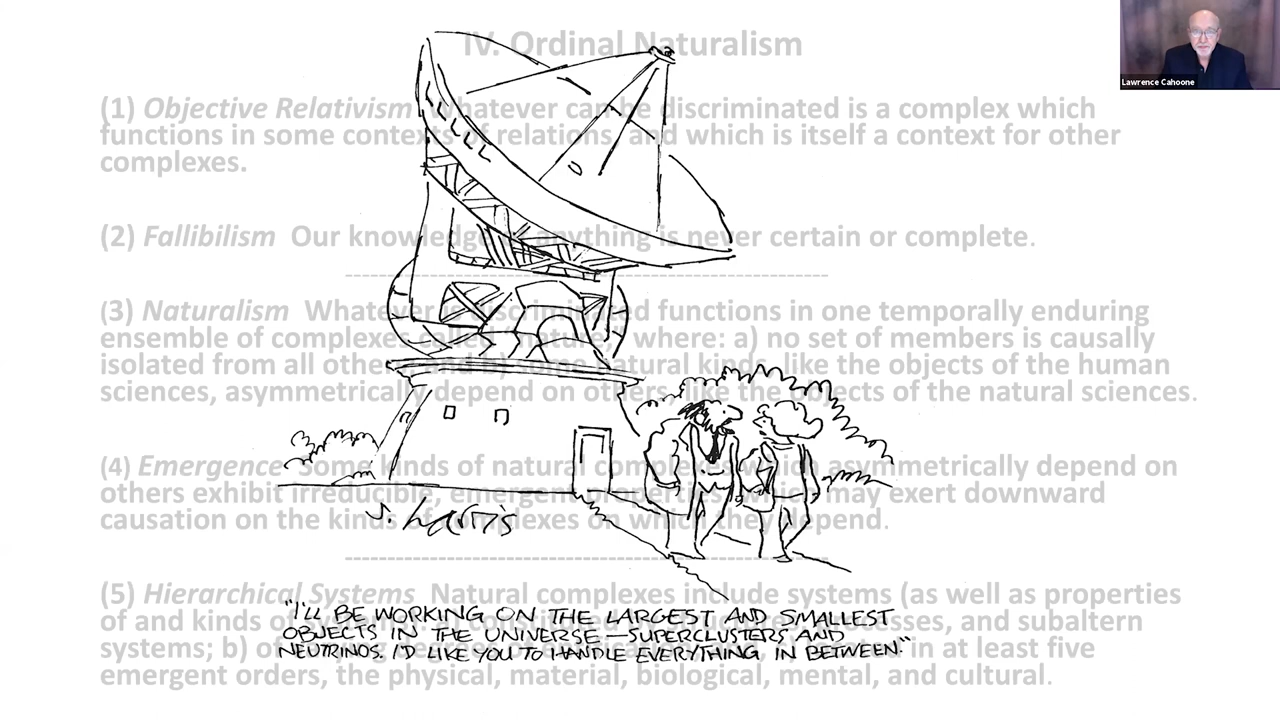 IV. Ordinal Naturalism
Lawrence Cahoone
(1) Objective Relativism Whatever can be discriminated is a complex which
functions in some contexts of relations, and which is itself a context for other
complexes.
(2) Fallibilism Our knowledge of anything is never certain or complete.
(3) Naturalism Whatever is discriminated functions in one temporally enduring
ensemble of complexes called "nature," where: a) no set of members is causally
isolated from all others; and b) some natural kinds, like the objects of the human
sciences, asymmetrically depend on others, like the objects of the natural sciences.
(4) Emergence Some kinds of natural complexes which asymmetrically depend on
others exhibit irreducible, emergent properties which may exert downward
causation on the kinds of complexes on which they depend.
S. Harris
(5) Hierarchical Systems Natural complexes include systems (as well as properties
of and kinds of sses, and subaltern
systems; b) of in at least five
emergent orders, the physical, material, biological, mental, and cultural.
"I'LL BE WORKING ON THE LARGEST AND SMALLEST
OBJECTS IN THE UNIVERSE—SUPERCLUSTERS AND
NEUTRINOS. I'D LIKE YOU TO HANDLE EVERYTHING IN BETWEEN."